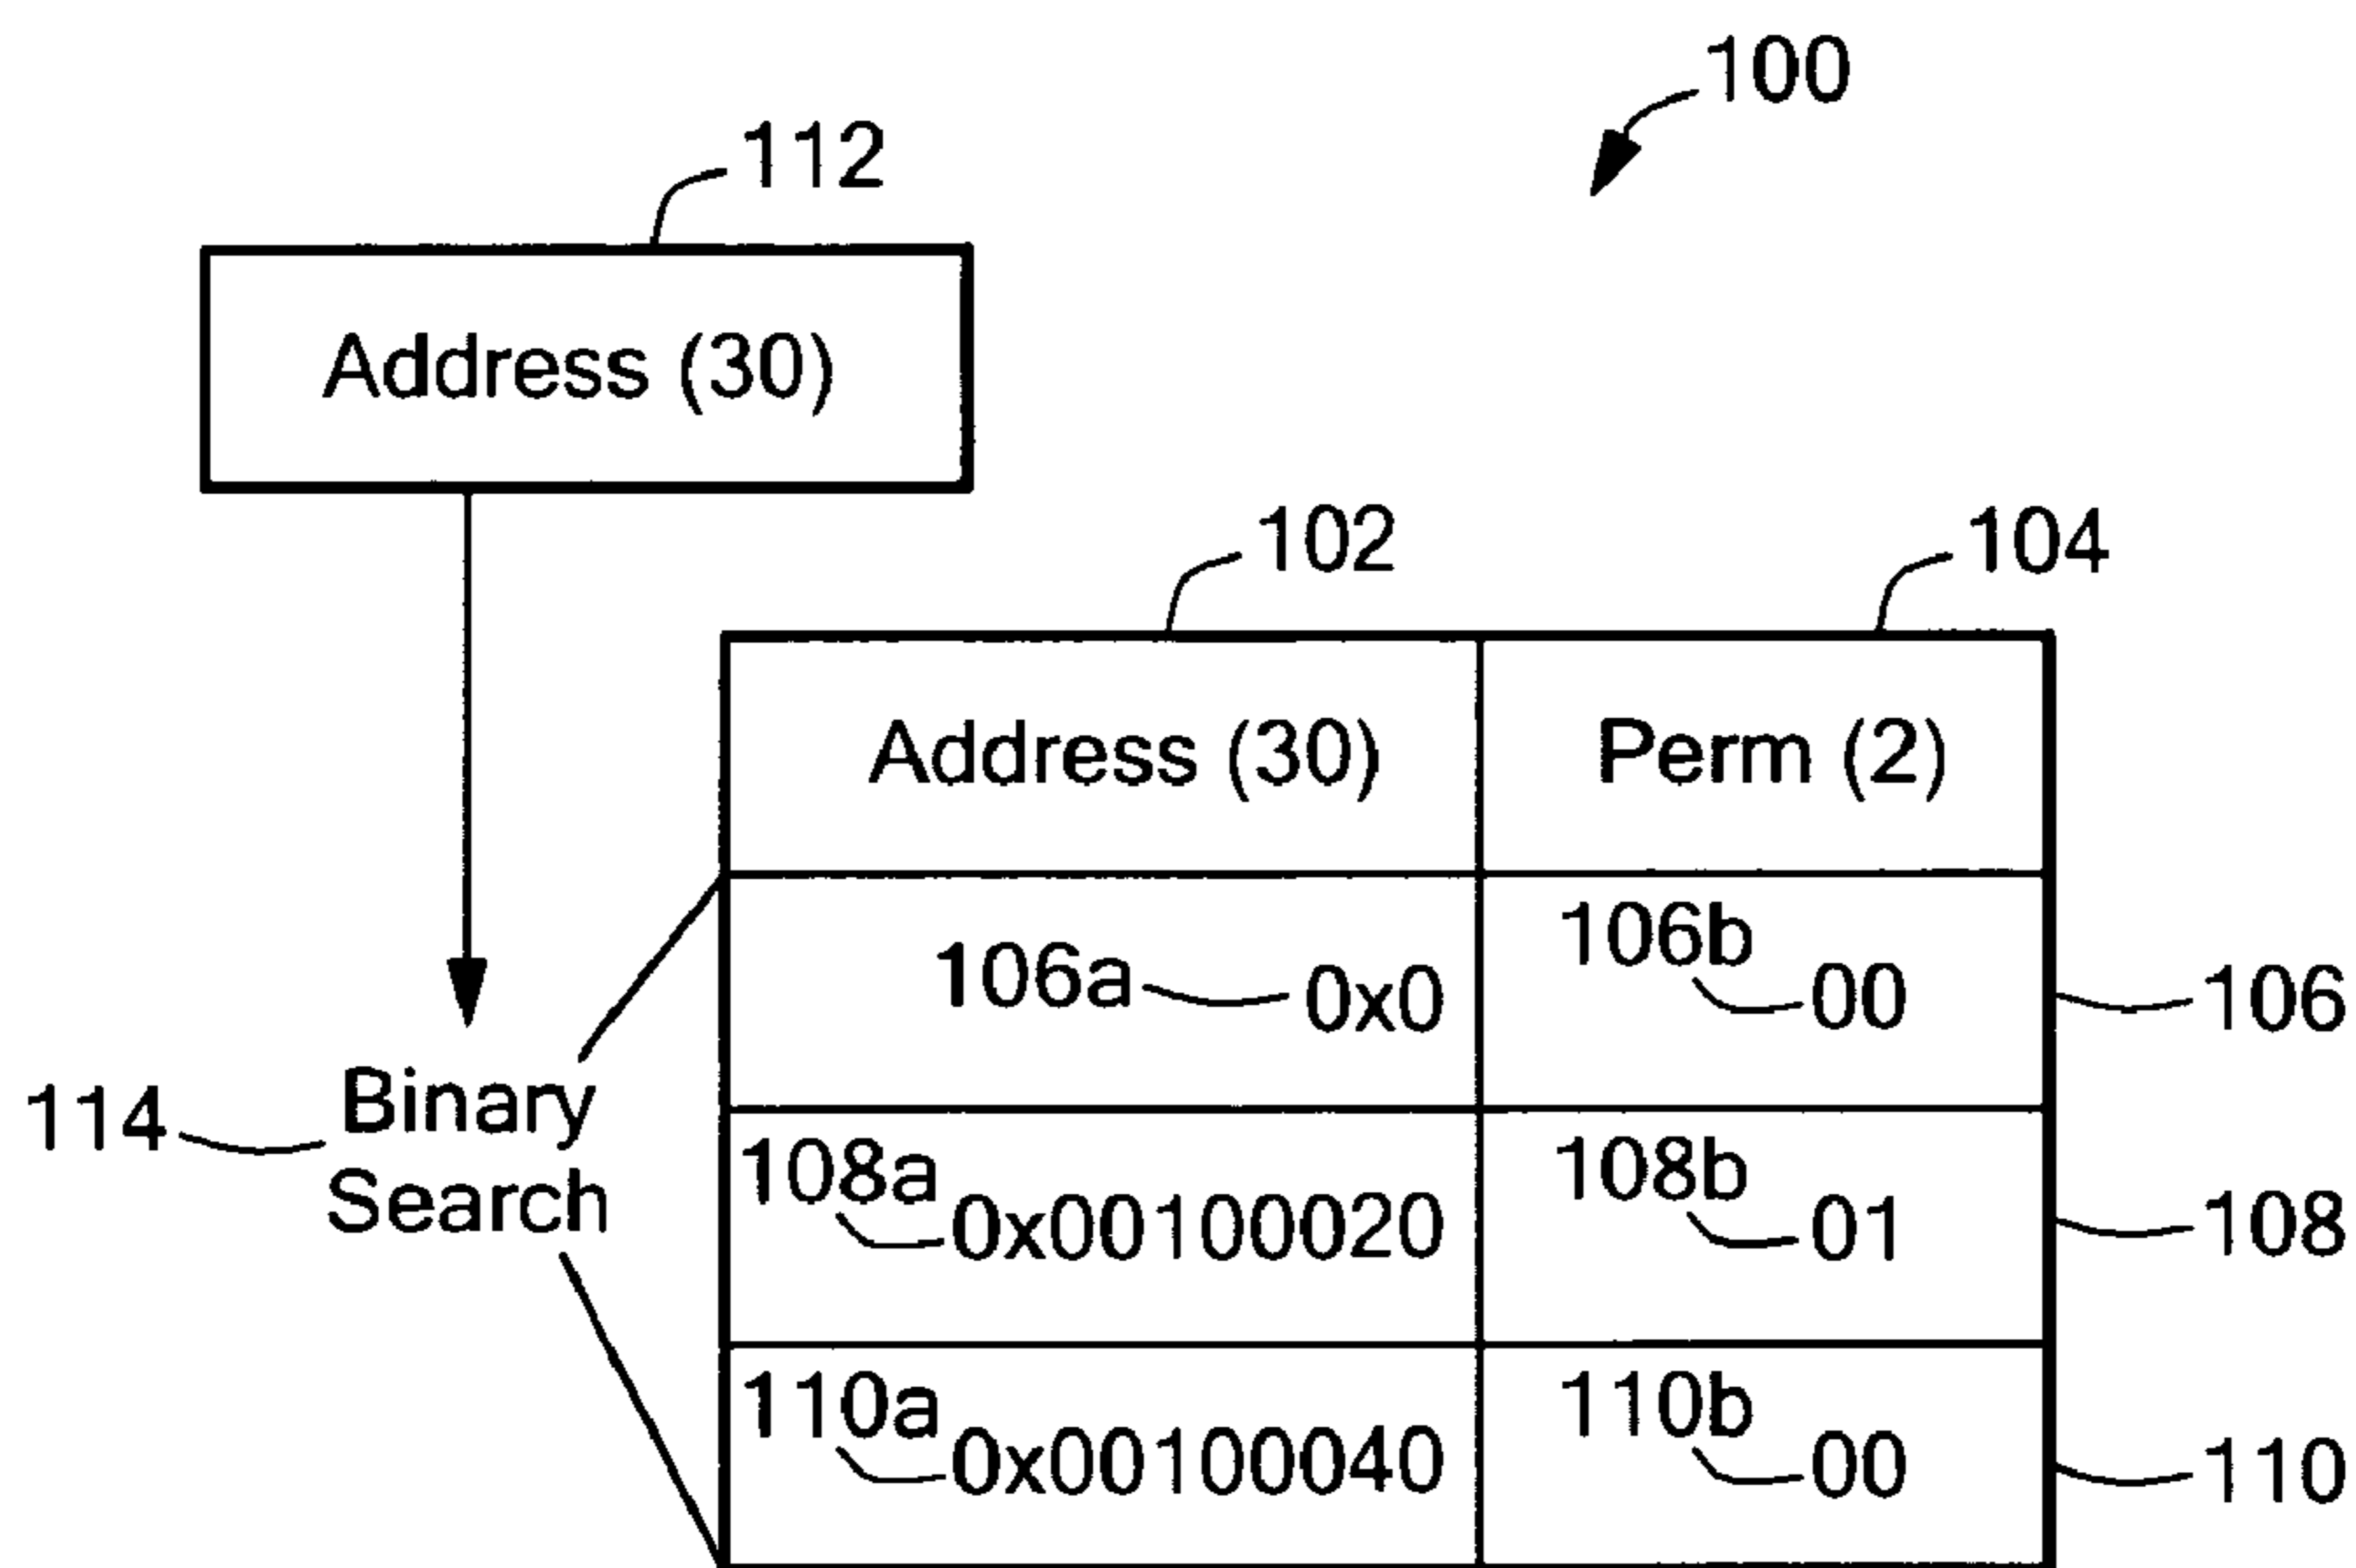 100
112
Address (30)
102
104
Address (30)
Perm (2)
106a
0x0
106b
00
106
114
Binary
Search
108a
0x00100020
108b
01
108
110a
0x00100040
110b
00
110